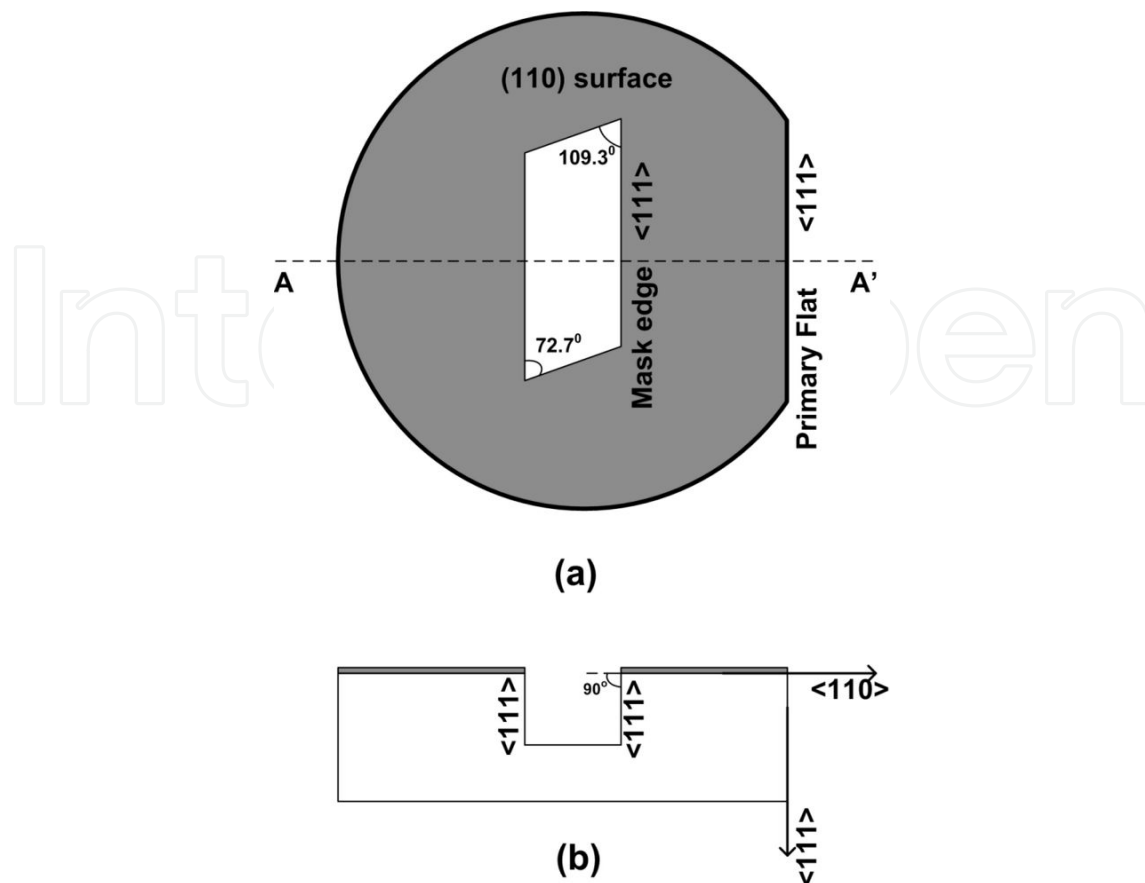 (110) surface
109.3⁰
<111>
<111>
Mask edge
A
A’
72.7⁰
Primary Flat
(a)
90⁰
<111>
<111>
<110>
<111>
(b)